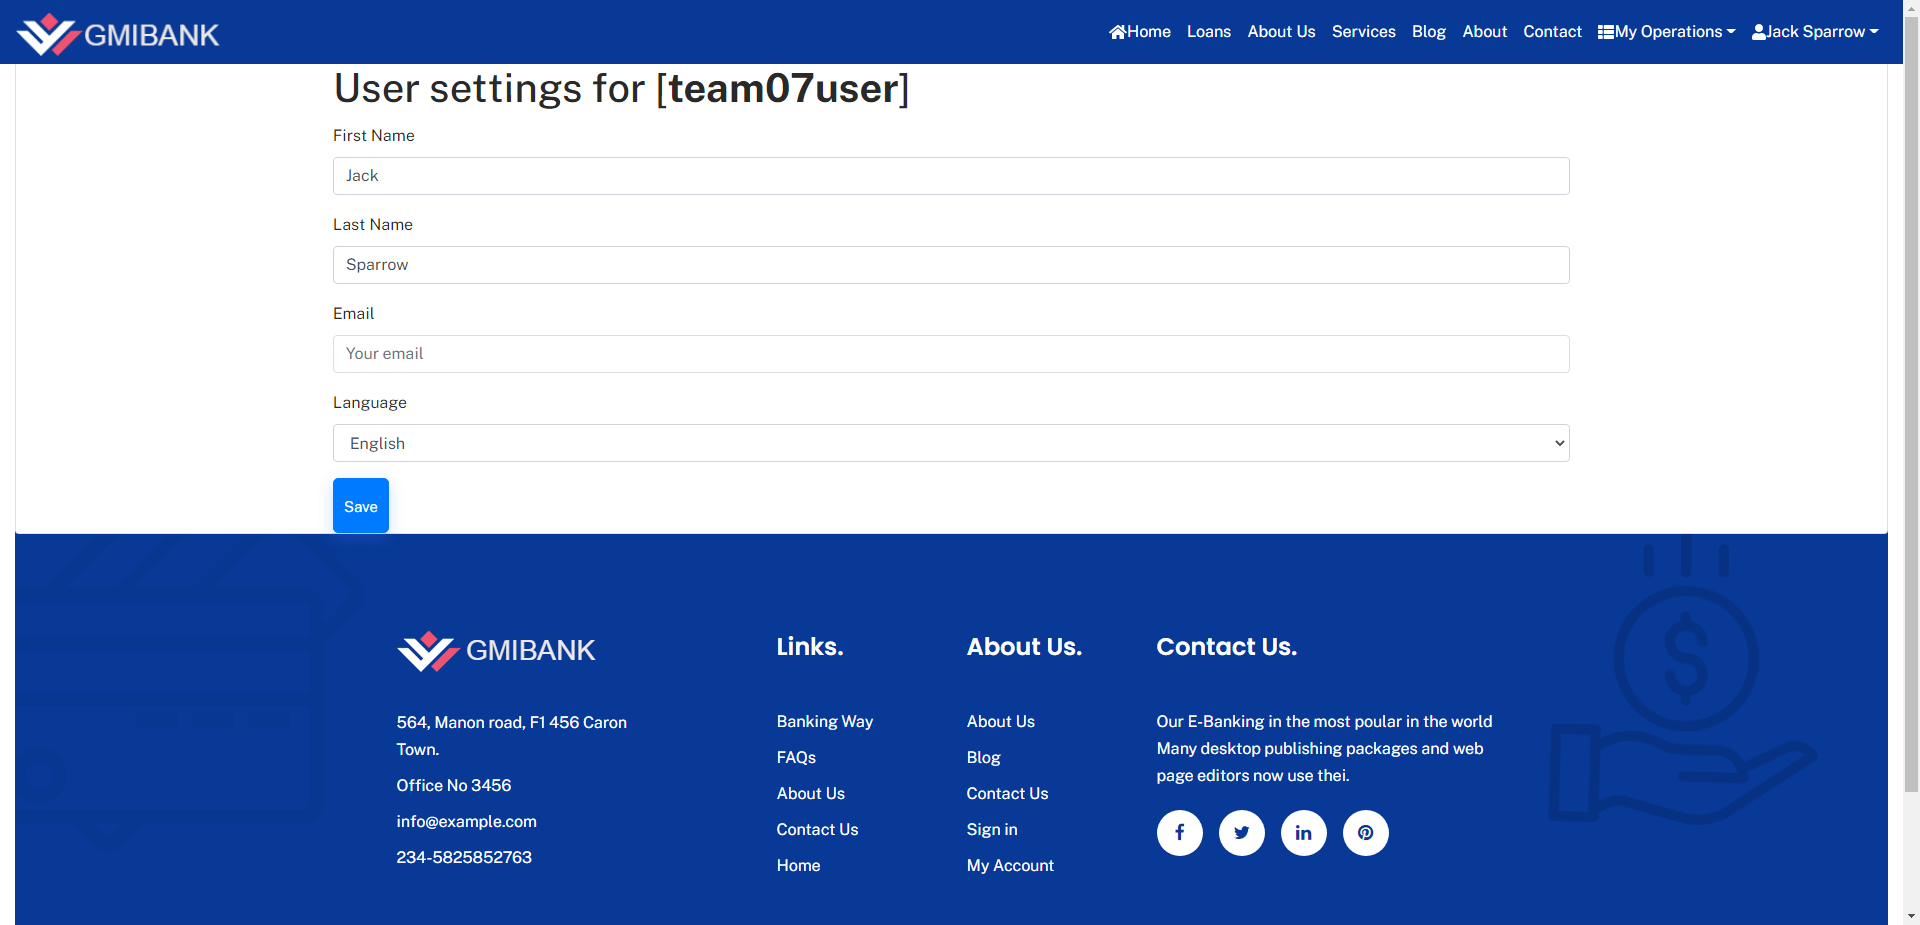 GMIBANK Home Loans About Us Services Blog About Contact My Operations Jack Sparrow
User settings for [team07user]
First Name
Jack
Last Name
Sparrow
Email
Your email
Language
English
Save
GMIBANK
564, Manon road, F1 456 Caron
Town.
Office No 3456
info@example.com
234-5825852763
Links.
Banking Way
FAQs
About Us
Contact Us
Home
About Us.
About Us
Blog
Contact Us
Sign in
My Account
Contact Us.
Our E-Banking in the most poular in the world
Many desktop publishing packages and web
page editors now use thei.